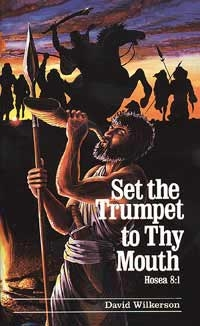 Set the
Trumpet
to Thy
Mouth
Hosea 8:1
David Wilkerson